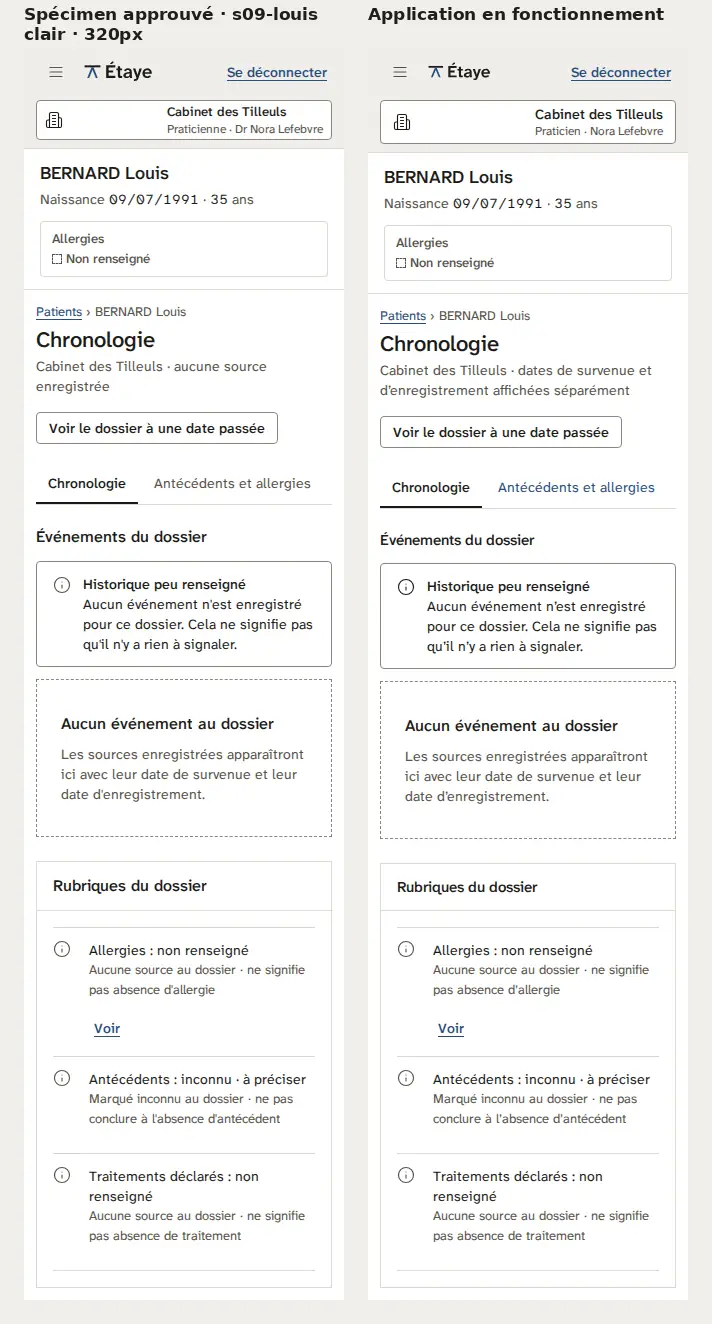 Spécimen approuvé · s09-louis
clair · 320px
Étaye
Se déconnecter
Cabinet des Tilleuls
Praticienne · Dr Nora Lefebvre
BERNARD Louis
Naissance 09/07/1991 · 35 ans
Allergies
Non renseigné
Patients › BERNARD Louis
Chronologie
Cabinet des Tilleuls · aucune source
enregistrée
Voir le dossier à une date passée
Chronologie
Antécédents et allergies
Événements du dossier
Historique peu renseigné
Aucun événement n'est enregistré
pour ce dossier. Cela ne signifie pas
qu'il n'y a rien à signaler.
Aucun événement au dossier
Les sources enregistrées apparaîtront
ici avec leur date de survenue et leur
date d'enregistrement.
Rubriques du dossier
Allergies : non renseigné
Aucune source au dossier · ne signifie
pas absence d'allergie
Voir
Antécédents : inconnu · à préciser
Marqué inconnu au dossier · ne pas
conclure à l'absence d'antécédent
Traitements déclarés : non
renseigné
Aucune source au dossier · ne signifie
pas absence de traitement
Application en fonctionnement
Étaye
Se déconnecter
Cabinet des Tilleuls
Praticien · Nora Lefebvre
BERNARD Louis
Naissance 09/07/1991 · 35 ans
Allergies
Non renseigné
Patients › BERNARD Louis
Chronologie
Cabinet des Tilleuls · dates de survenue et
d’enregistrement affichées séparément
Voir le dossier à une date passée
Chronologie
Antécédents et allergies
Événements du dossier
Historique peu renseigné
Aucun événement n’est enregistré
pour ce dossier. Cela ne signifie pas
qu’il n’y a rien à signaler.
Aucun événement au dossier
Les sources enregistrées apparaîtront
ici avec leur date de survenue et leur
date d’enregistrement.
Rubriques du dossier
Allergies : non renseigné
Aucune source au dossier · ne signifie
pas absence d’allergie
Voir
Antécédents : inconnu · à préciser
Marqué inconnu au dossier · ne pas
conclure à l’absence d’antécédent
Traitements déclarés : non
renseigné
Aucune source au dossier · ne signifie
pas absence de traitement